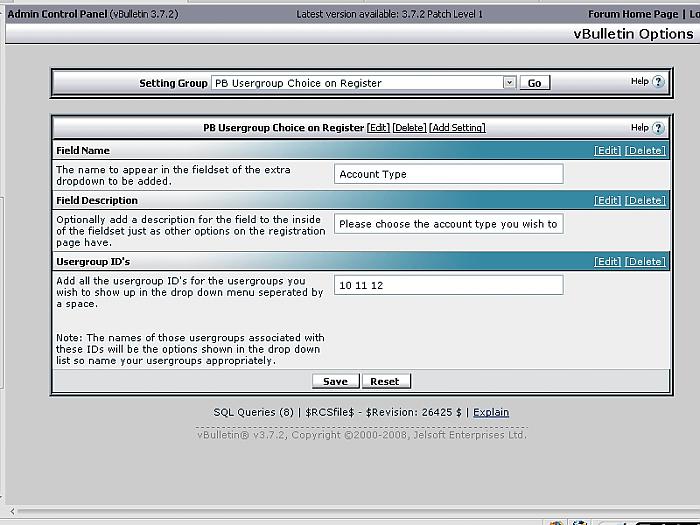 Admin Control Panel (vBulletin 3.7.2) Latest version available: 3.7.2 Patch Level 1 Forum Home Page | Lo
vBulletin Options
Setting Group PB Usergroup Choice on Register Go Help ?
PB Usergroup Choice on Register [Edit] [Delete] [Add Setting] Help ?
Field Name [Edit] [Delete]
The name to appear in the fieldset of the extra
dropdown to be added.
Account Type
Field Description [Edit] [Delete]
Optionally add a description for the field to the inside
of the fieldset just as other options on the registration
page have.
Please choose the account type you wish to
Usergroup ID's [Edit] [Delete]
Add all the usergroup ID's for the usergroups you
wish to show up in the drop down menu seperated by
a space.
10 11 12
Note: The names of those usergroups associated with
these IDs will be the options shown in the drop down
list so name your usergroups appropriately.
Save Reset
SQL Queries (8) | $RCSfile$ - $Revision: 26425 $ | Explain
vBulletin® v3.7.2, Copyright ©2000-2008, Jelsoft Enterprises Ltd.